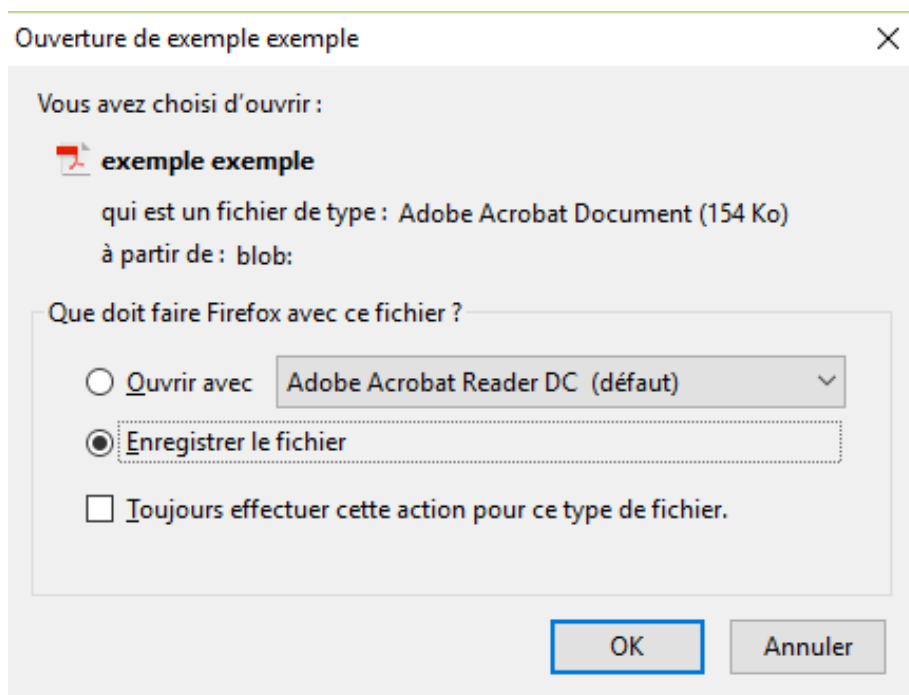 Ouverture de exemple exemple
Vous avez choisi d'ouvrir :
exemple exemple
qui est un fichier de type : Adobe Acrobat Document (154 Ko)
à partir de : blob:
Que doit faire Firefox avec ce fichier ?
Ouvrir avec Adobe Acrobat Reader DC (défaut)
Enregistrer le fichier
Toujours effectuer cette action pour ce type de fichier.
OK Annuler